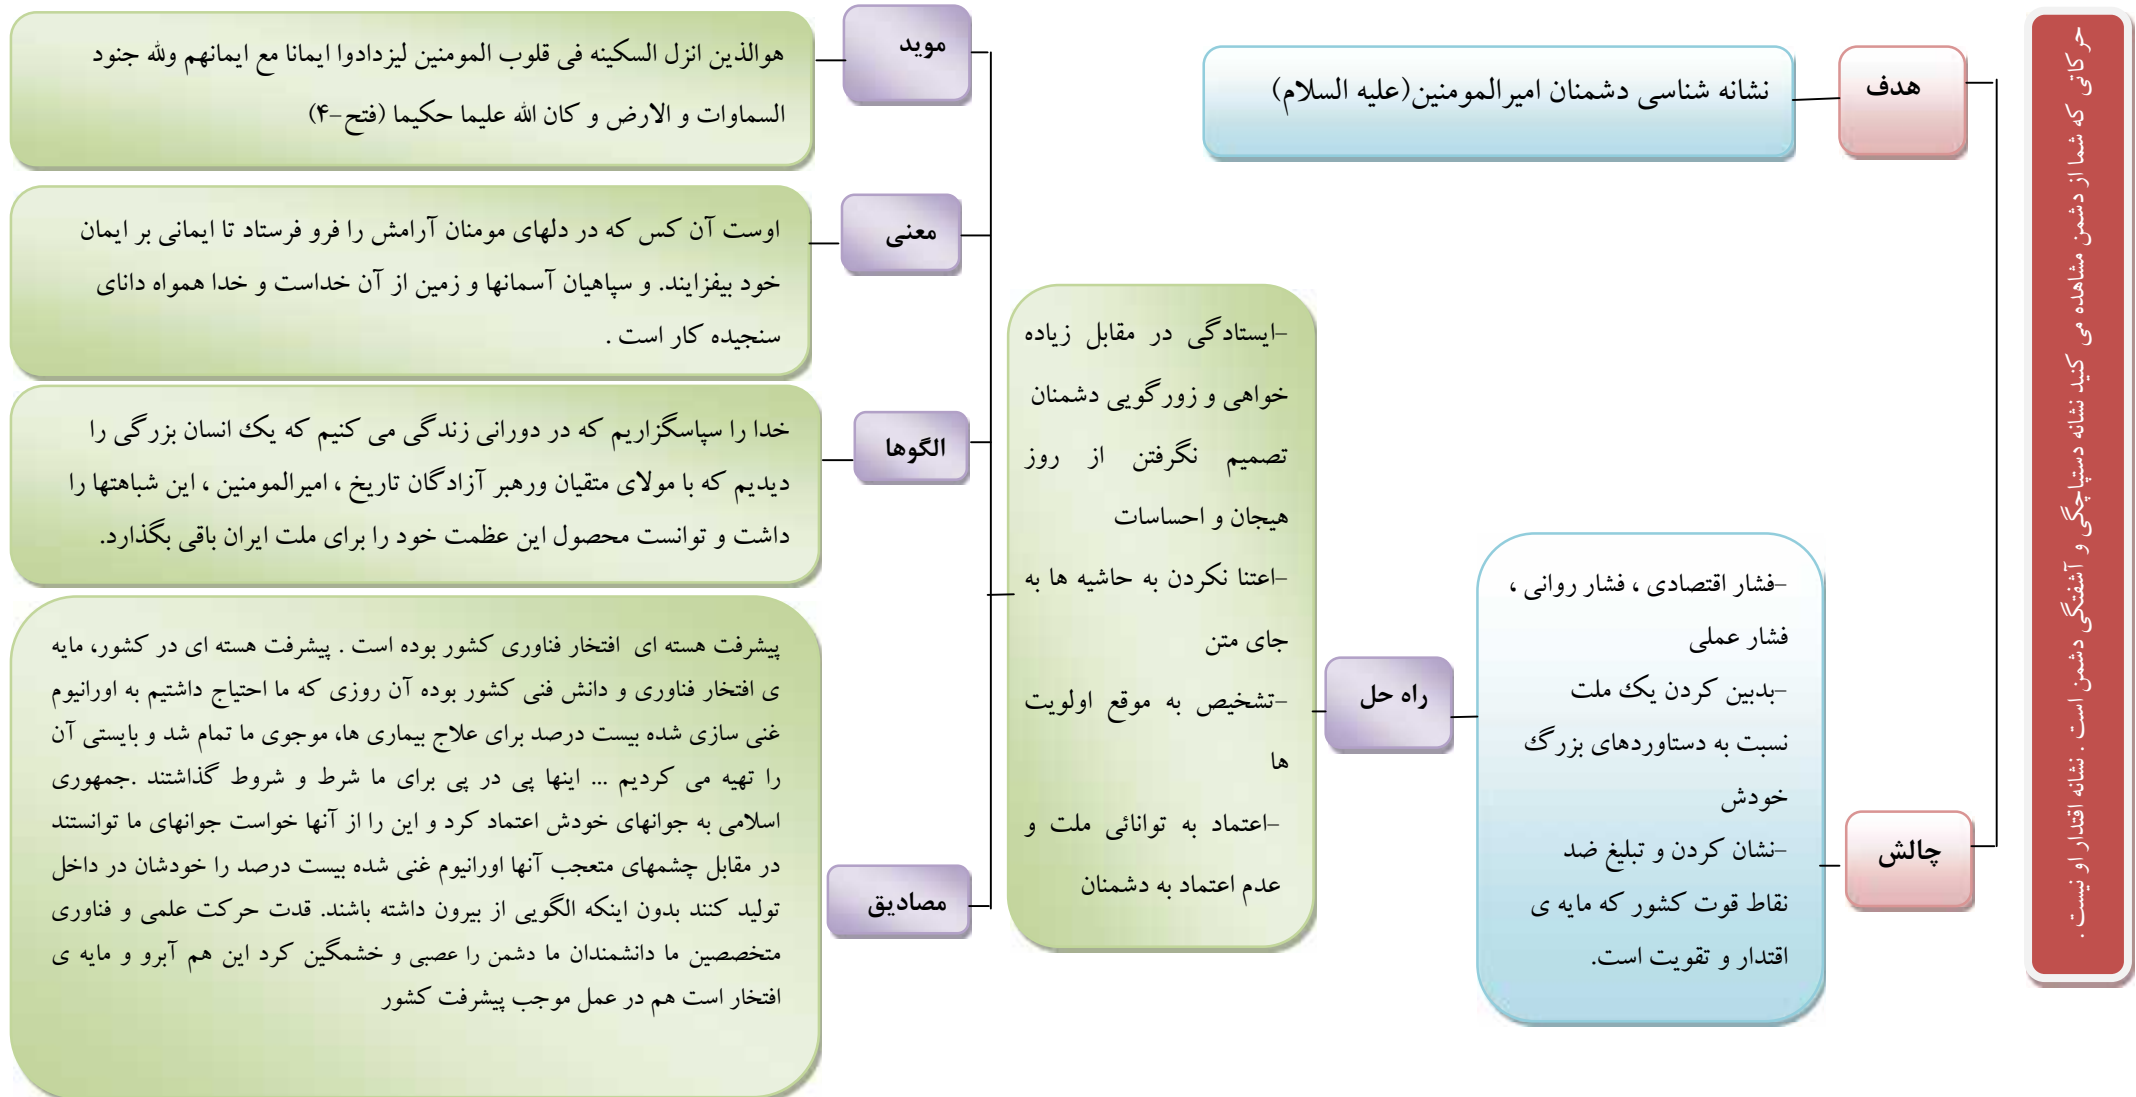 حرکاتی که شما از دشمن مشاهده می کنید نشانه دستپاچگی و آشفتگی دشمن است . نشانه اقتدار او نیست .
هدف
نشانه شناسی دشمنان امیرالمومنین(علیه السلام)
چالش
-فشار اقتصادی ، فشار روانی ،
فشار عملی
-بدبین کردن یک ملت
نسبت به دستاوردهای بزرگ
خودش
-نشان کردن و تبلیغ ضد
نقاط قوت کشور که مایه ی
اقتدار و تقویت است.
راه حل
-ایستادگی در مقابل زیاده
خواهی و زورگویی دشمنان
تصمیم نگرفتن از روز
هیجان و احساسات
-اعتنا نکردن به حاشیه ها به
جای متن
-تشخیص به موقع اولویت
ها
-اعتماد به توانائی ملت و
عدم اعتماد به دشمنان
موید
هوالذین انزل السکینه فی قلوب المومنین لیزدادوا ایمانا مع ایمانهم ولله جنود
السماوات و الارض و کان الله علیما حکیما (فتح-۴)
معنی
اوست آن کس که در دلهای مومنان آرامش را فرو فرستاد تا ایمانی بر ایمان
خود بیفزایند. و سپاهیان آسمانها و زمین از آن خداست و خدا همواه دانای
سنجیده کار است .
الگوها
خدا را سپاسگزاریم که در دورانی زندگی می کنیم که یک انسان بزرگی را
دیدیم که با مولای متقیان ورهبر آزادگان تاریخ ، امیرالمومنین ، این شباهتها را
داشت و توانست محصول این عظمت خود را برای ملت ایران باقی بگذارد.
مصادیق
پیشرفت هسته ای افتخار فناوری کشور بوده است . پیشرفت هسته ای در کشور، مایه
ی افتخار فناوری و دانش فنی کشور بوده آن روزی که ما احتیاج داشتیم به اورانیوم
غنی سازی شده بیست درصد برای علاج بیماری ها، موجوی ما تمام شد و بایستی آن
را تهیه می کردیم ... اینها پی در پی برای ما شرط و شروط گذاشتند .جمهوری
اسلامی به جوانهای خودش اعتماد کرد و این را از آنها خواست جوانهای ما توانستند
در مقابل چشمهای متعجب آنها اورانیوم غنی شده بیست درصد را خودشان در داخل
تولید کنند بدون اینکه الگویی از بیرون داشته باشند. قدت حرکت علمی و فناوری
متخصصین ما دانشمندان ما دشمن را عصبی و خشمگین کرد این هم آبرو و مایه ی
افتخار است هم در عمل موجب پیشرفت کشور